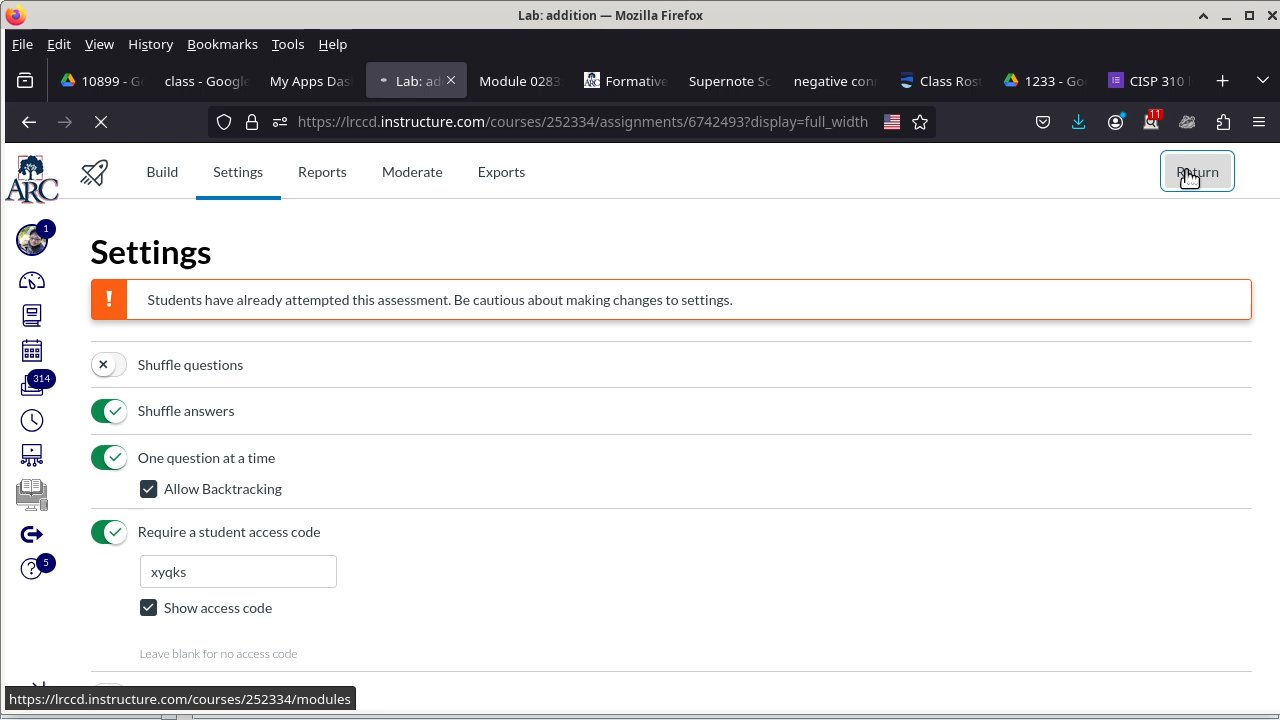 Lab: addition — Mozilla Firefox
File Edit View History Bookmarks Tools Help
10899 - G class - Google My Apps Das Lab: ad Module 0283 Formative Supernote Sc negative con Class Ros 1233 - Goo CISP 310
https://lrccd.instructure.com/courses/252334/assignments/6742493?display=full_width 11
ARC Build Settings Reports Moderate Exports Return
1
Settings
! Students have already attempted this assessment. Be cautious about making changes to settings.
Shuffle questions
314
Shuffle answers
One question at a time
Allow Backtracking
Require a student access code
5
xyqks
Show access code
Leave blank for no access code
https://lrccd.instructure.com/courses/252334/modules